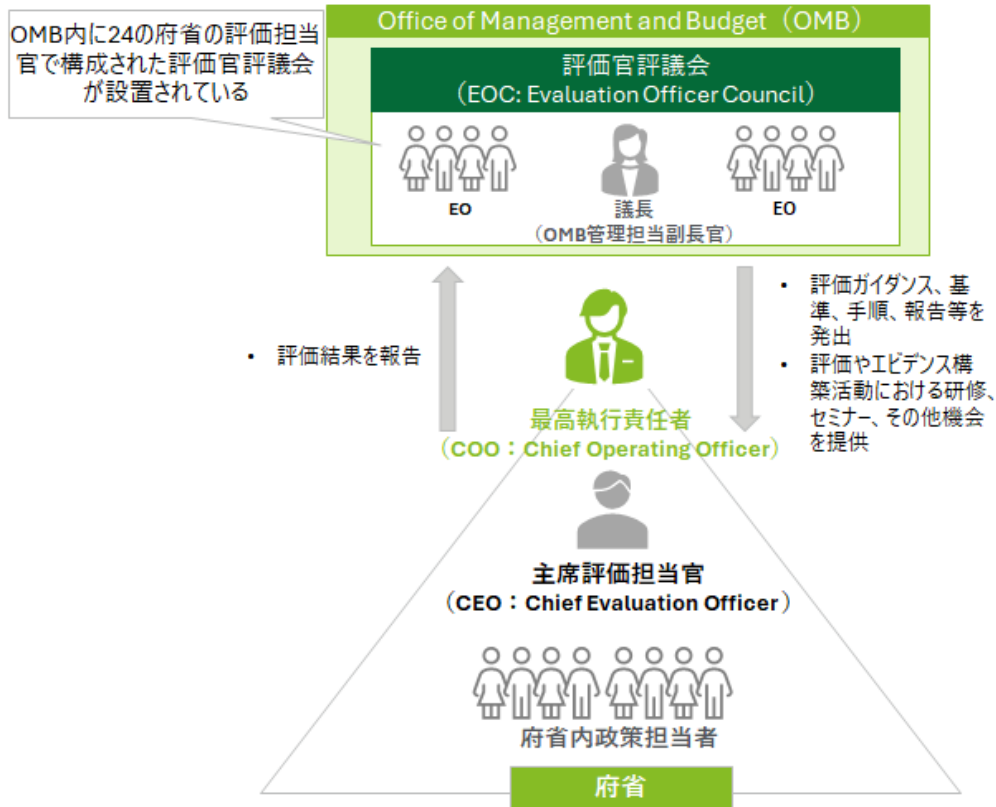 OMB内に24の府省の評価担当
官で構成された評価官評議会
が設置されている
Office of Management and Budget（OMB）
評価官評議会
（EOC: Evaluation Officer Council）
EO
議長
（OMB管理担当副長官）
EO
• 評価結果を報告
• 評価ガイダンス、基
準、手順、報告等を
発出
• 評価やエビデンス構
築活動における研修、
セミナー、その他機会
を提供
最高執行責任者
（COO：Chief Operating Officer）
主席評価担当官
（CEO：Chief Evaluation Officer）
府省内政策担当者
府省